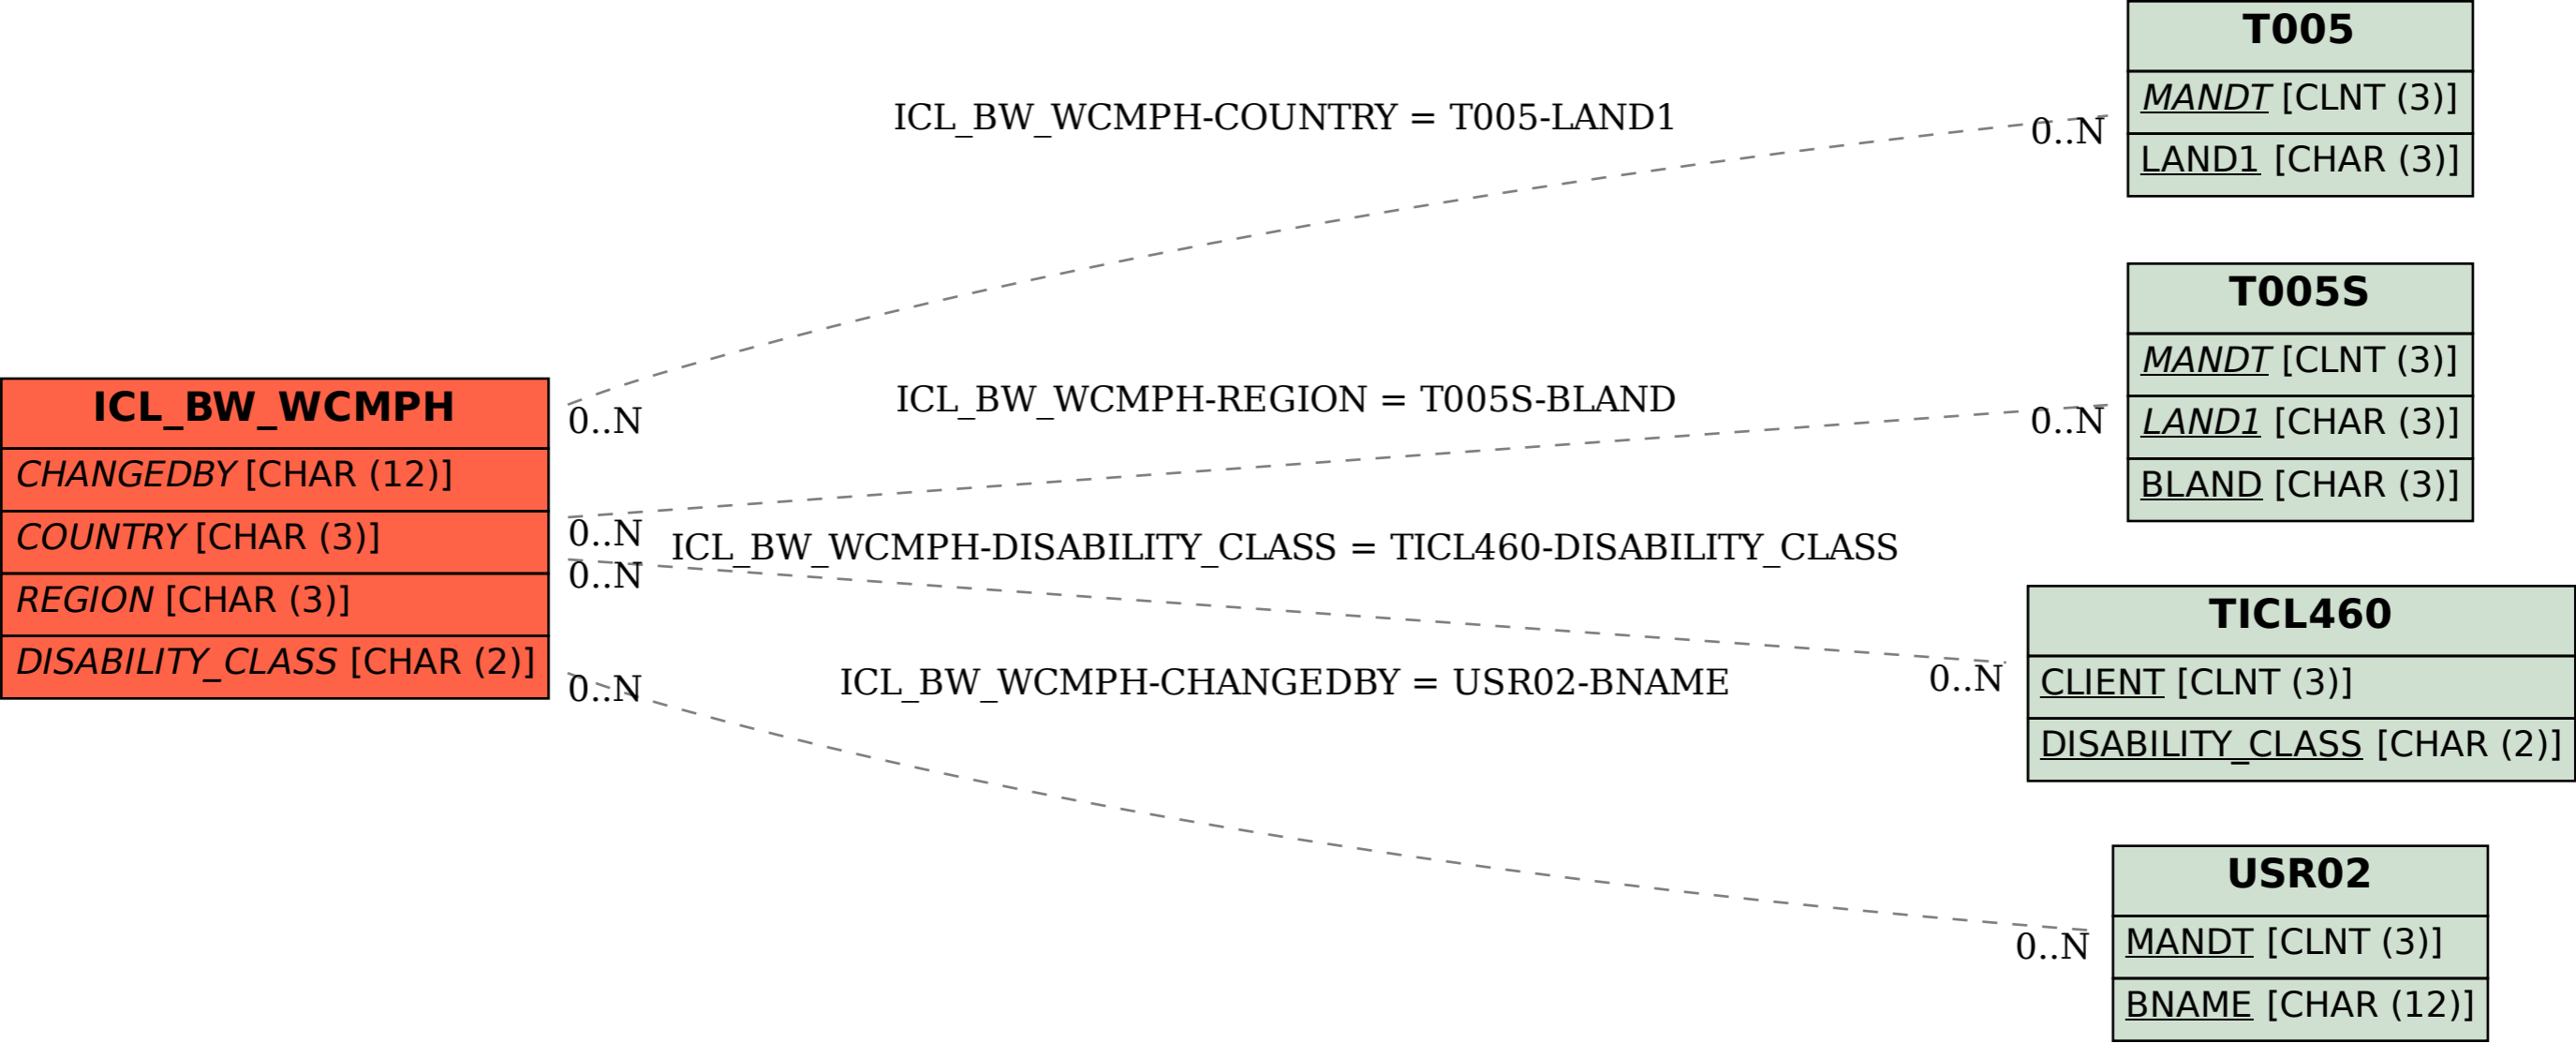 T005
MANDT [CLNT (3)]
LAND1 [CHAR (3)]
ICL_BW_WCMPH-COUNTRY = T005-LAND1
0..N
T005S
MANDT [CLNT (3)]
LAND1 [CHAR (3)]
BLAND [CHAR (3)]
ICL_BW_WCMPH
CHANGEDBY [CHAR (12)]
COUNTRY [CHAR (3)]
REGION [CHAR (3)]
DISABILITY_CLASS [CHAR (2)]
0..N
ICL_BW_WCMPH-REGION = T005S-BLAND
0..N
0..N
ICL_BW_WCMPH-DISABILITY_CLASS = TICL460-DISABILITY_CLASS
0..N
TICL460
CLIENT [CLNT (3)]
DISABILITY_CLASS [CHAR (2)]
0..N
0..N
ICL_BW_WCMPH-CHANGEDBY = USR02-BNAME
USR02
MANDT [CLNT (3)]
BNAME [CHAR (12)]
0..N